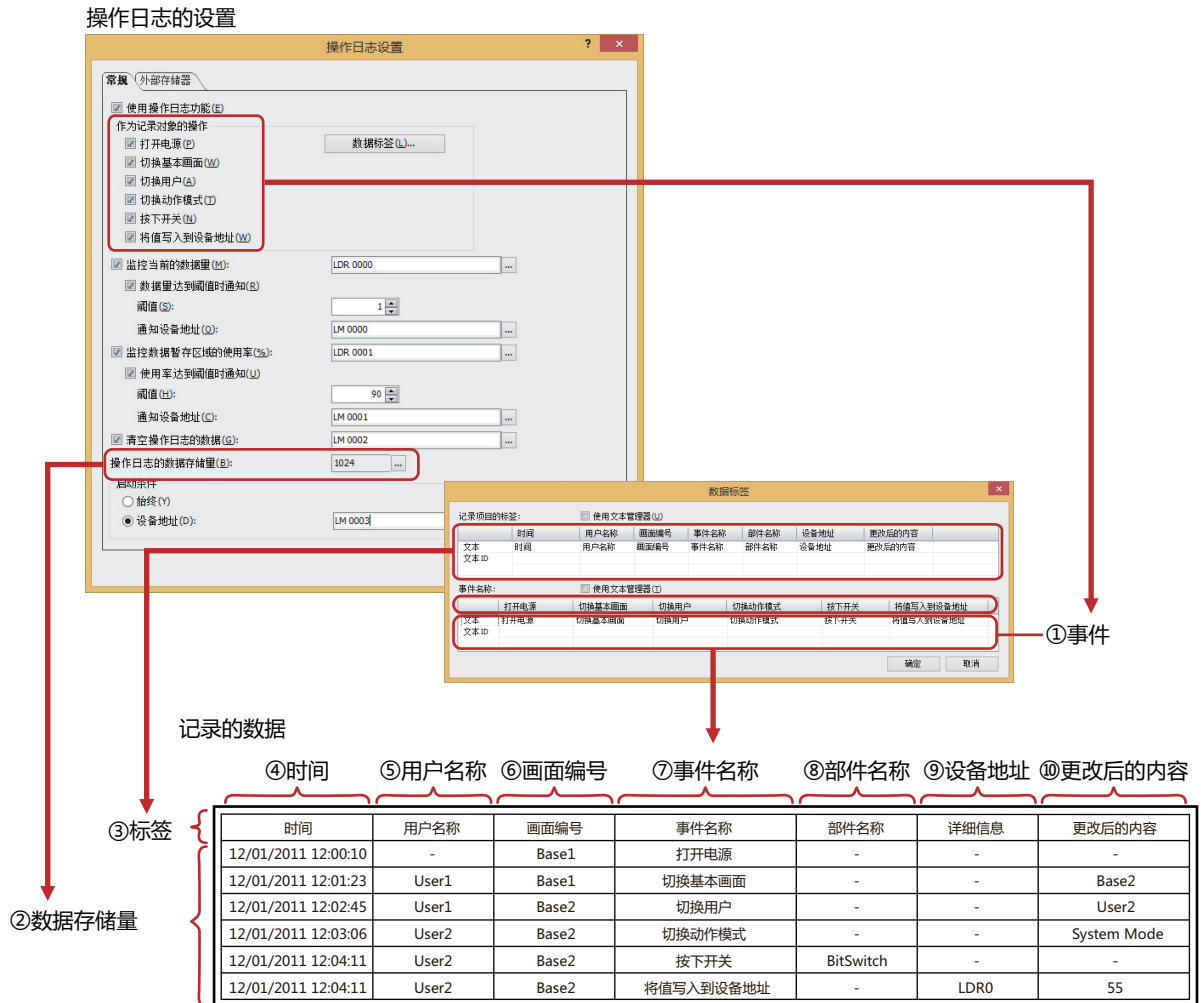 操作日志的设置
操作日志设置
? ×
常规 外部存储器
使用操作日志功能(E)
作为记录对象的操作
打开电源(P)
数据标签(L)...
切换基本画面(W)
切换用户(A)
切换动作模式(T)
按下开关(N)
将值写入到设备地址(W)
监控当前的数据量(M): LDR 0000 ...
数据量达到阈值时通知(R)
阈值(S): 1
通知设备地址(O): LM 0000 ...
监控数据暂存区域的使用率(%): LDR 0001 ...
使用率达到阈值时通知(U)
阈值(H): 90
通知设备地址(C): LM 0001 ...
清空操作日志的数据(G): LM 0002 ...
操作日志的数据存储量(B): 1024 ...
启动条件
始终(Y)
设备地址(D): LM 0003
数据标签 ×
记录项目的标签: 使用文本管理器(U)
时间 用户名称 画面编号 事件名称 部件名称 设备地址 更改后的内容
文本 时间 用户名称 画面编号 事件名称 部件名称 设备地址 更改后的内容
文本 ID
事件名称: 使用文本管理器(T)
打开电源 切换基本画面 切换用户 切换动作模式 按下开关 将值写入到设备地址
文本 打开电源 切换基本画面 切换用户 切换动作模式 按下开关 将值写入到设备地址
文本 ID
确定 取消
①事件
记录的数据
④时间 ⑤用户名称 ⑥画面编号 ⑦事件名称 ⑧部件名称 ⑨设备地址 ⑩更改后的内容
③标签
时间 用户名称 画面编号 事件名称 部件名称 详细信息 更改后的内容
12/01/2011 12:00:10 - Base1 打开电源 - - -
12/01/2011 12:01:23 User1 Base1 切换基本画面 - - Base2
12/01/2011 12:02:45 User1 Base2 切换用户 - - User2
②数据存储量
12/01/2011 12:03:06 User2 Base2 切换动作模式 - - System Mode
12/01/2011 12:04:11 User2 Base2 按下开关 BitSwitch - -
12/01/2011 12:04:11 User2 Base2 将值写入到设备地址 - LDR0 55